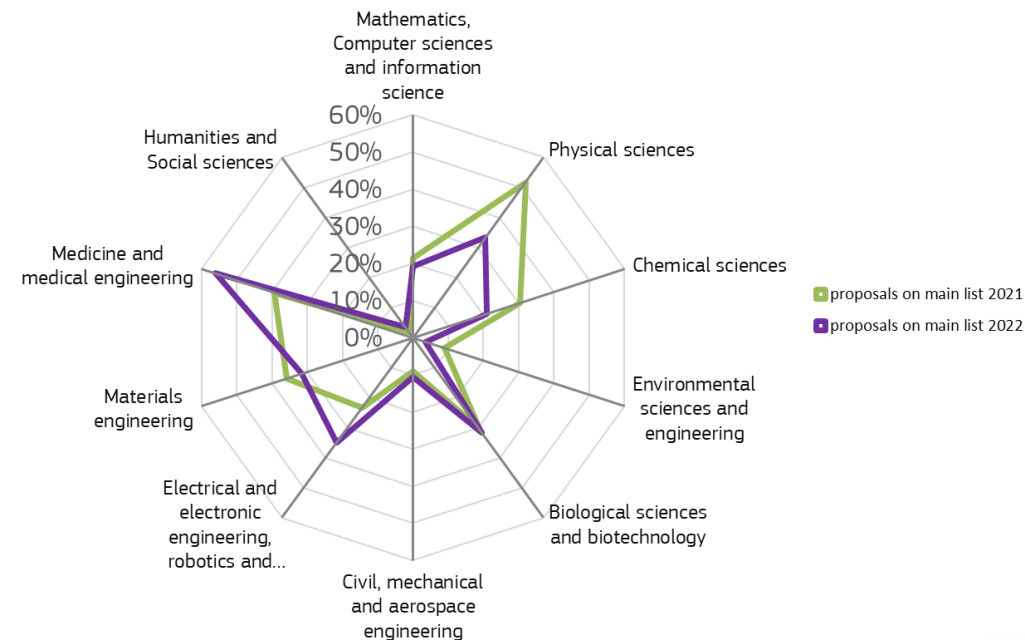 Mathematics,
Computer sciences
and information
science
60%
50%
40%
30%
20%
10%
0%
Physical sciences
Chemical sciences
Environmental
sciences and
engineering
Biological sciences
and biotechnology
Civil, mechanical
and aerospace
engineering
Electrical and
electronic
engineering,
robotics and...
Materials
engineering
Medicine and
medical engineering
Humanities and
Social sciences
proposals on main list 2021
proposals on main list 2022